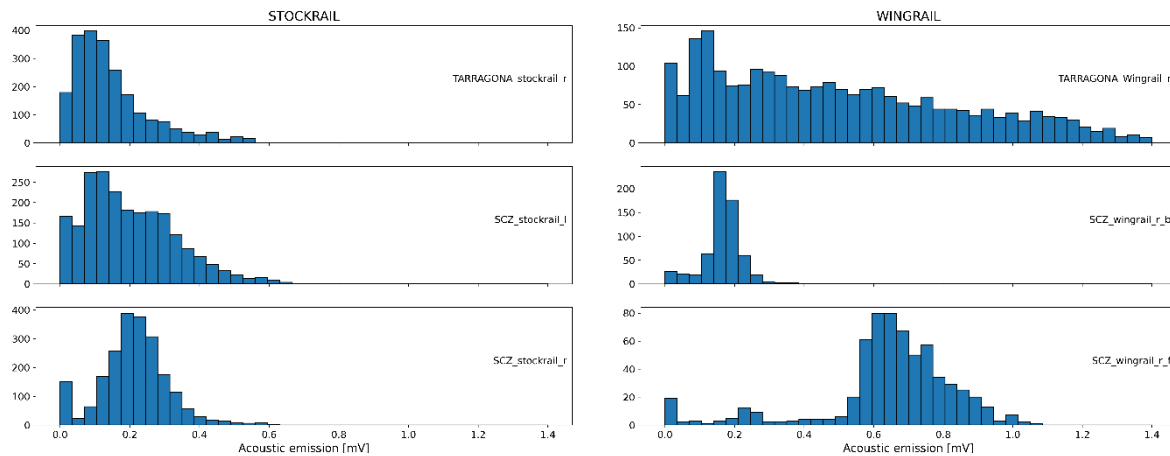 STOCKRAIL
400
300
200
100
0
TARRAGONA_stockrail_r
250
200
150
100
50
0
SCZ_stockrail_l
400
300
200
100
0
SCZ_stockrail_r
0.0 0.2 0.4 0.6 0.8 1.0 1.2 1.4
Acoustic emission [mV]
WINGRAIL
150
100
50
0
TARRAGONA_Wingrail_r
200
150
100
50
0
SCZ_wingrail_r_b
80
60
40
20
0
SCZ_wingrail_r_f
0.0 0.2 0.4 0.6 0.8 1.0 1.2 1.4
Acoustic emission [mV]